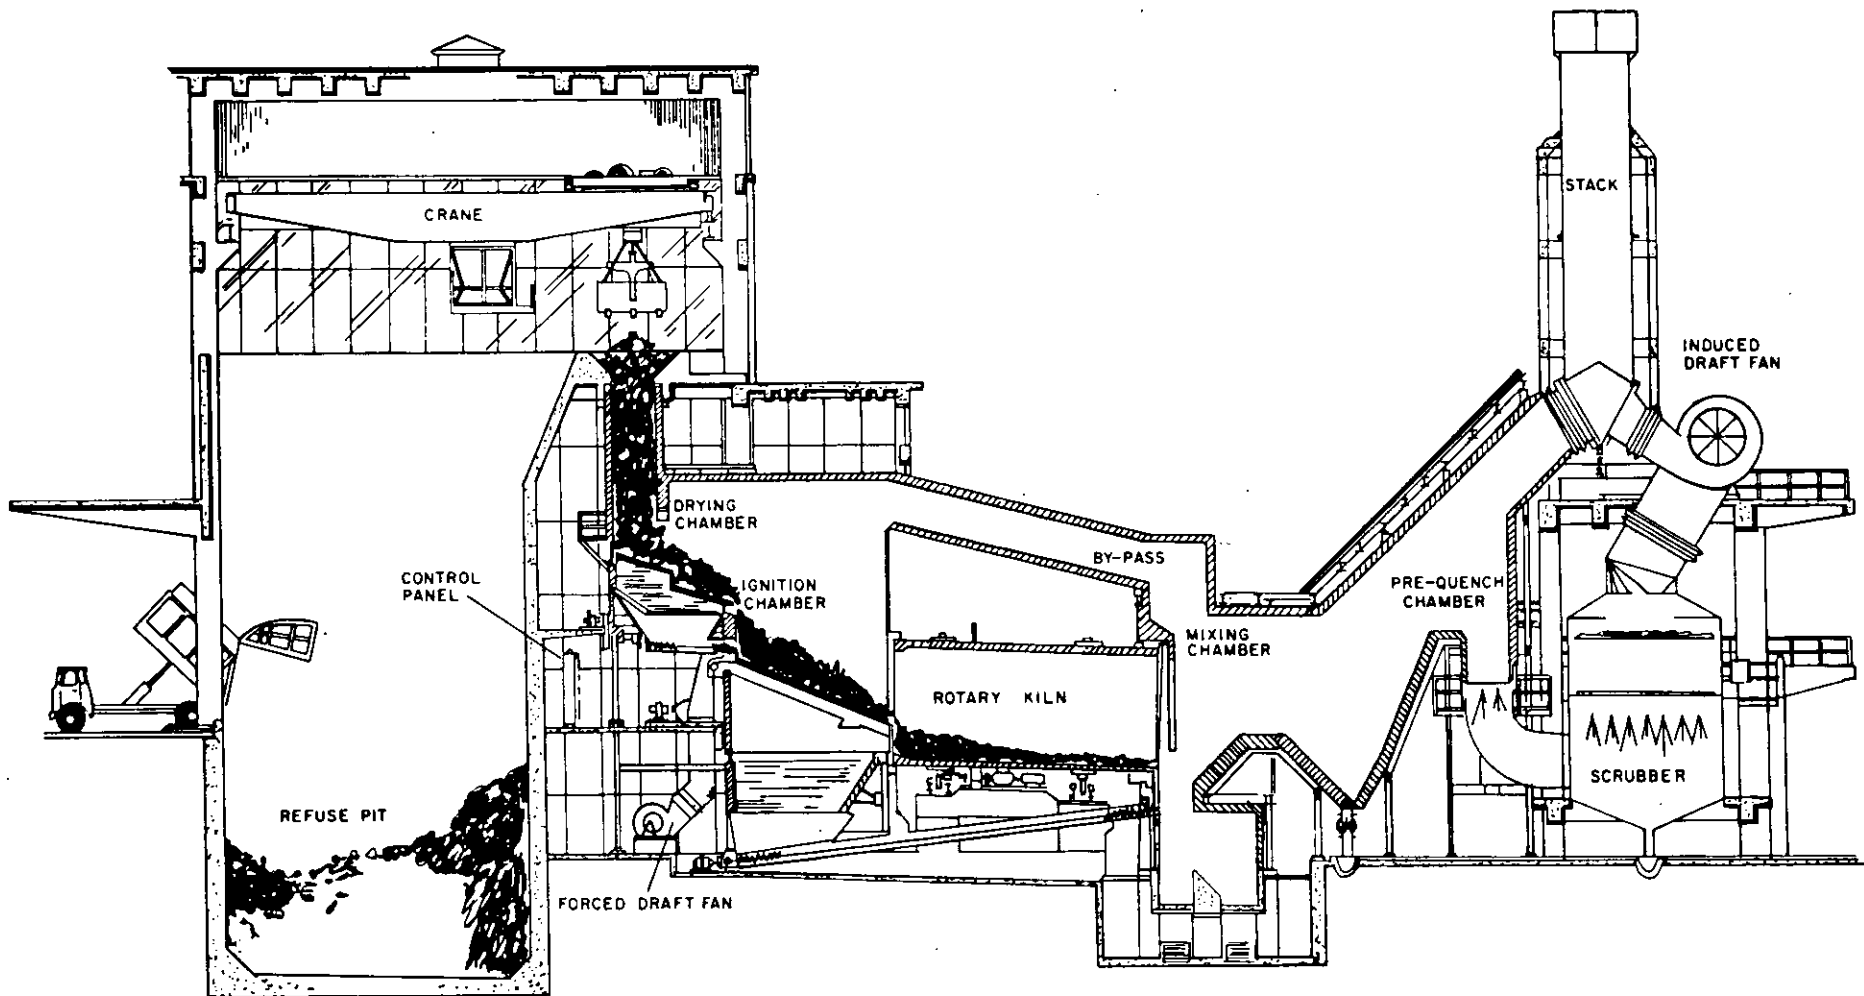 CRANE
STACK
INDUCED
DRAFT FAN
DRYING
CHAMBER
BY-PASS
CONTROL
PANEL
IGNITION
CHAMBER
PRE-QUENCH
CHAMBER
MIXING
CHAMBER
ROTARY KILN
SCRUBBER
REFUSE PIT
FORCED DRAFT FAN